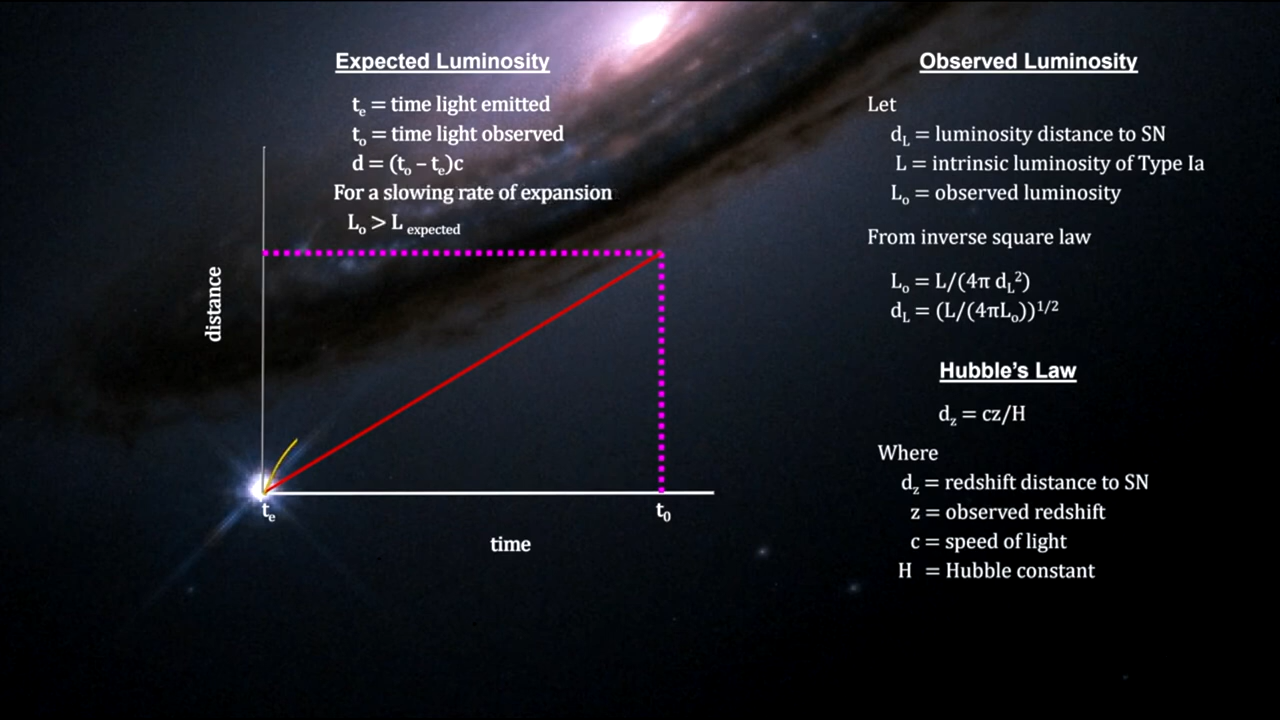 Expected Luminosity
tₑ = time light emitted
tₒ = time light observed
d = (tₒ – tₑ)c
For a slowing rate of expansion
Lₒ > L expected
distance
tₑ
t₀
time
Observed Luminosity
Let
d_L = luminosity distance to SN
L = intrinsic luminosity of Type Ia
Lₒ = observed luminosity
From inverse square law
Lₒ = L/(4π d_L²)
d_L = (L/(4πLₒ))¹/²
Hubble’s Law
d_z = cz/H
Where
d_z = redshift distance to SN
z = observed redshift
c = speed of light
H = Hubble constant